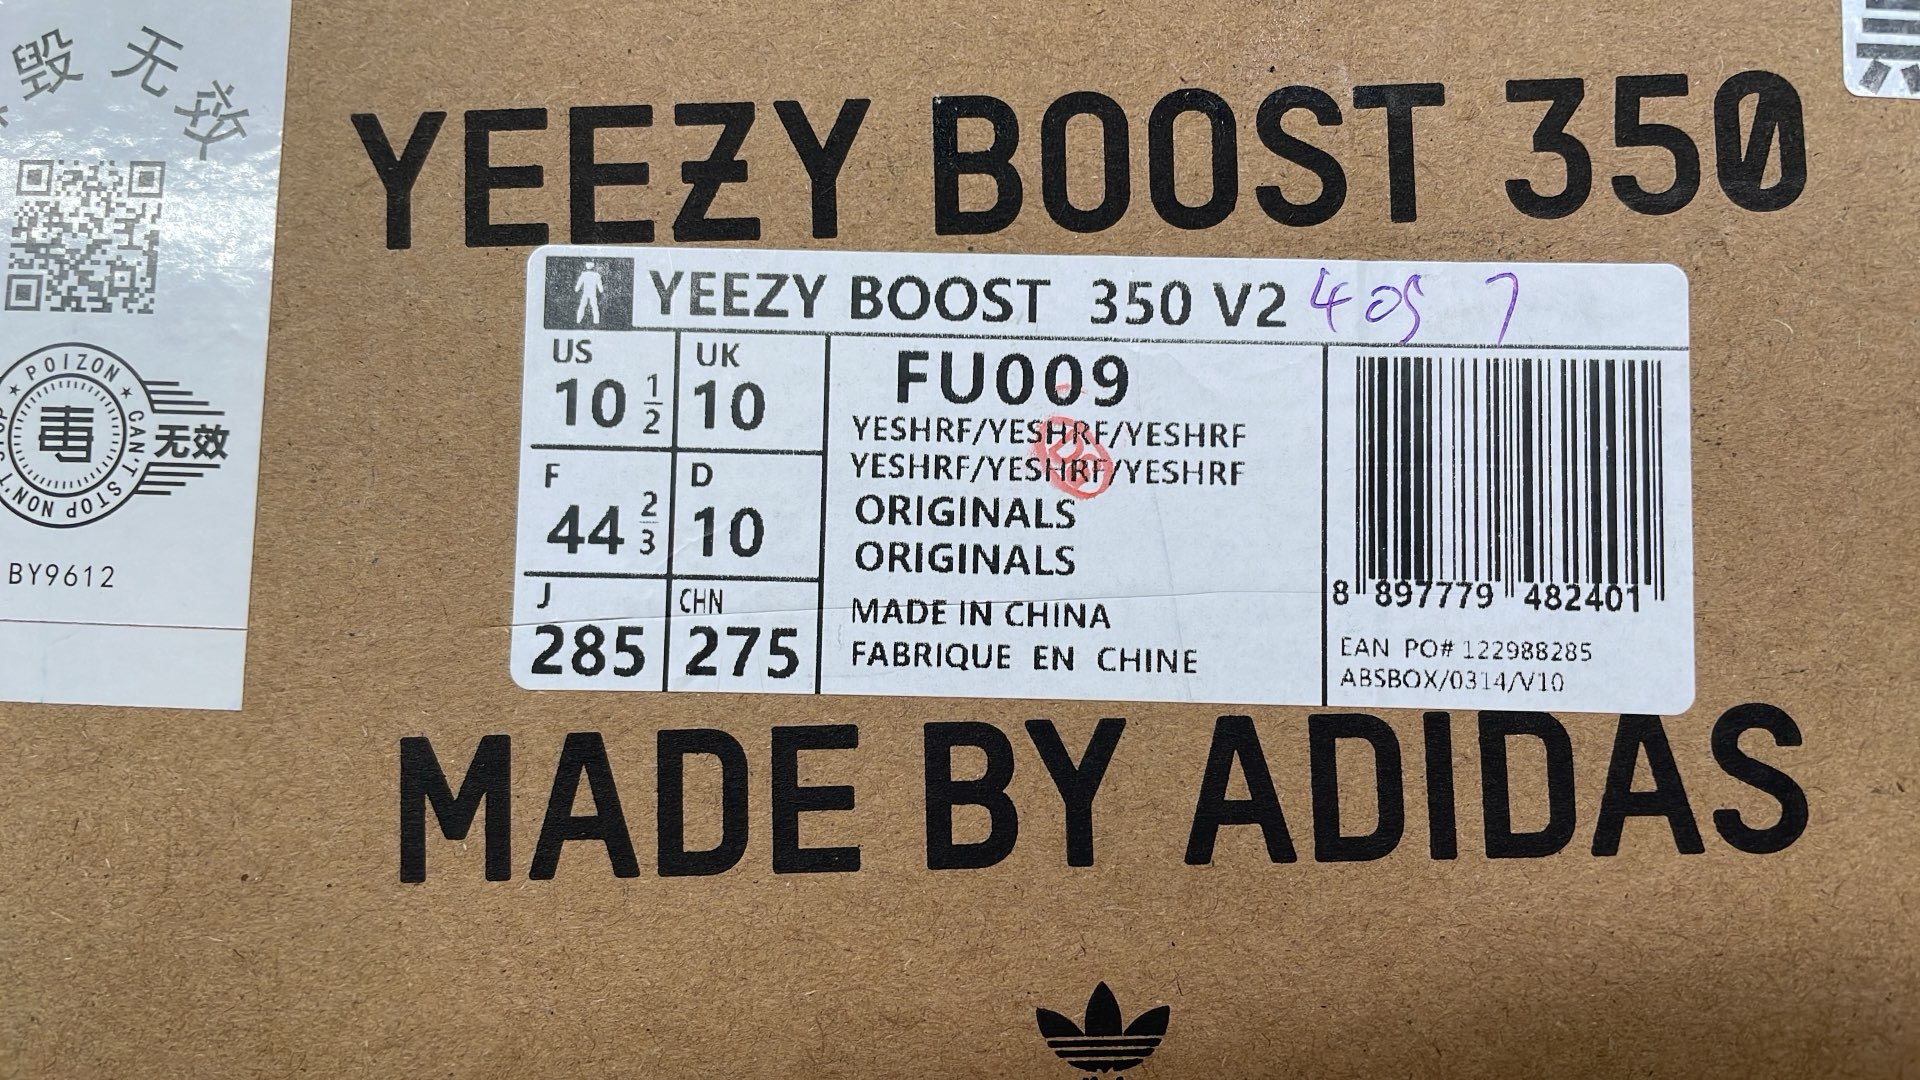 毁 无 效
POIZON
CAN'T STOP NON'T STOP
毒
无效
BY9612
YEEZY BOOST 350
YEEZY BOOST 350 V2 405 7
US
10 1/2
UK
10
F
44 2/3
D
10
J
285
CHN
275
FU009
YESHRF/YESHRF/YESHRF
YESHRF/YESHRF/YESHRF
ORIGINALS
ORIGINALS
MADE IN CHINA
FABRIQUE EN CHINE
8 897779 482401
EAN PO# 122988285
ABSBOX/0314/V10
MADE BY ADIDAS